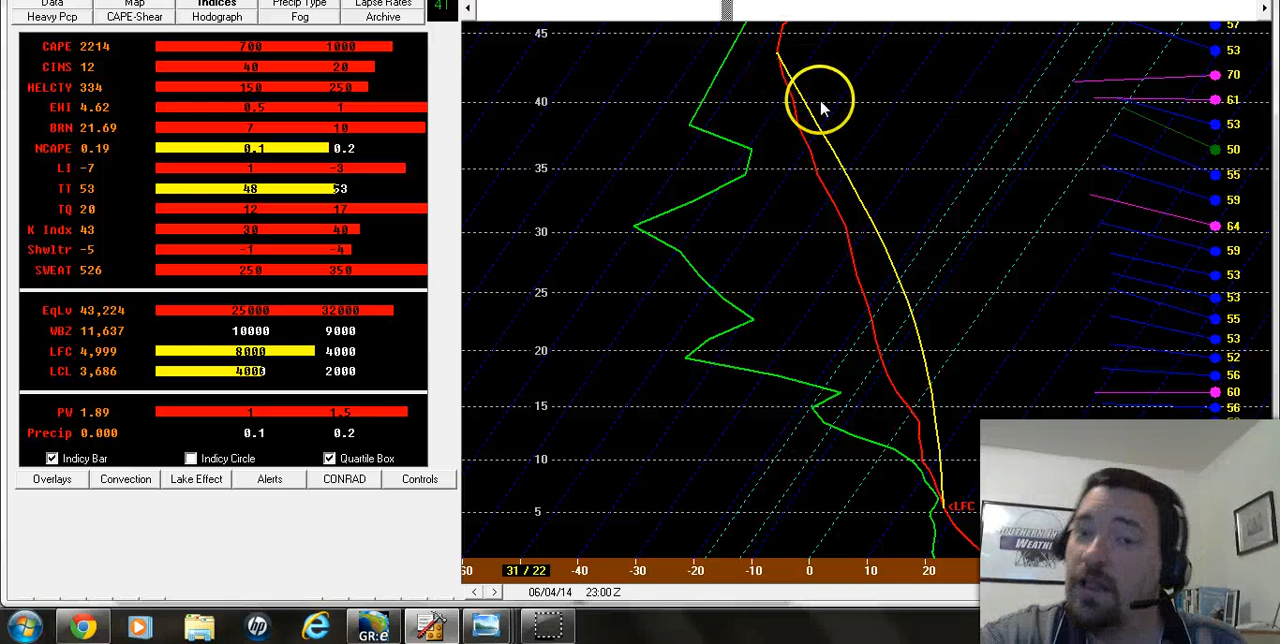 Data Map Indices Precip Type Lapse Rates
Heavy Pcp CAPE-Shear Hodograph Fog Archive
41
CAPE 2214 700 1000
CINS 12 40 20
HELCTY 334 150 250
EHI 4.62 0.5 1
BRN 21.69 7 10
NCAPE 0.19 0.1 0.2
LI -7 1 -3
TT 53 48 53
TQ 20 12 17
K Indx 43 30 40
Shwltr -5 -1 -4
SWEAT 526 250 350
EqLv 43,224 25000 32000
WBZ 11,637 10000 9000
LFC 4,999 8000 4000
LCL 3,686 4000 2000
PW 1.89 1 1.5
Precip 0.000 0.1 0.2
Indicy Bar Indicy Circle Quartile Box
Overlays Convection Lake Effect Alerts CONRAD Controls
45
40
35
30
25
20
15
10
5
<LFC
57
53
70
61
53
50
55
59
64
59
53
53
55
53
52
56
60
56
31 / 22 -40 -30 -20 -10 0 10 20
06/04/14 23:00Z
SOUTHERN
WEATHER
hp
GR:e